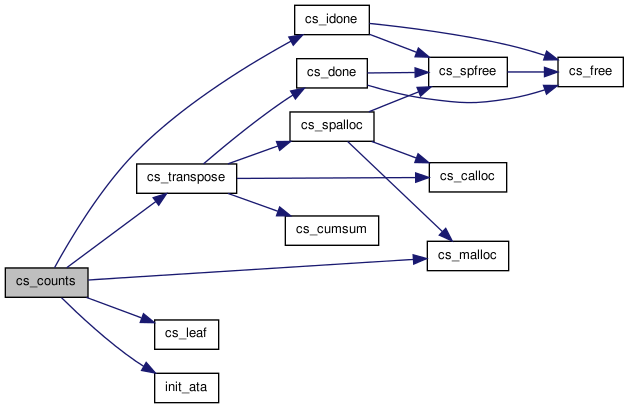 cs_idone
cs_done
cs_spfree
cs_free
cs_spalloc
cs_transpose
cs_calloc
cs_cumsum
cs_malloc
cs_counts
cs_leaf
init_ata